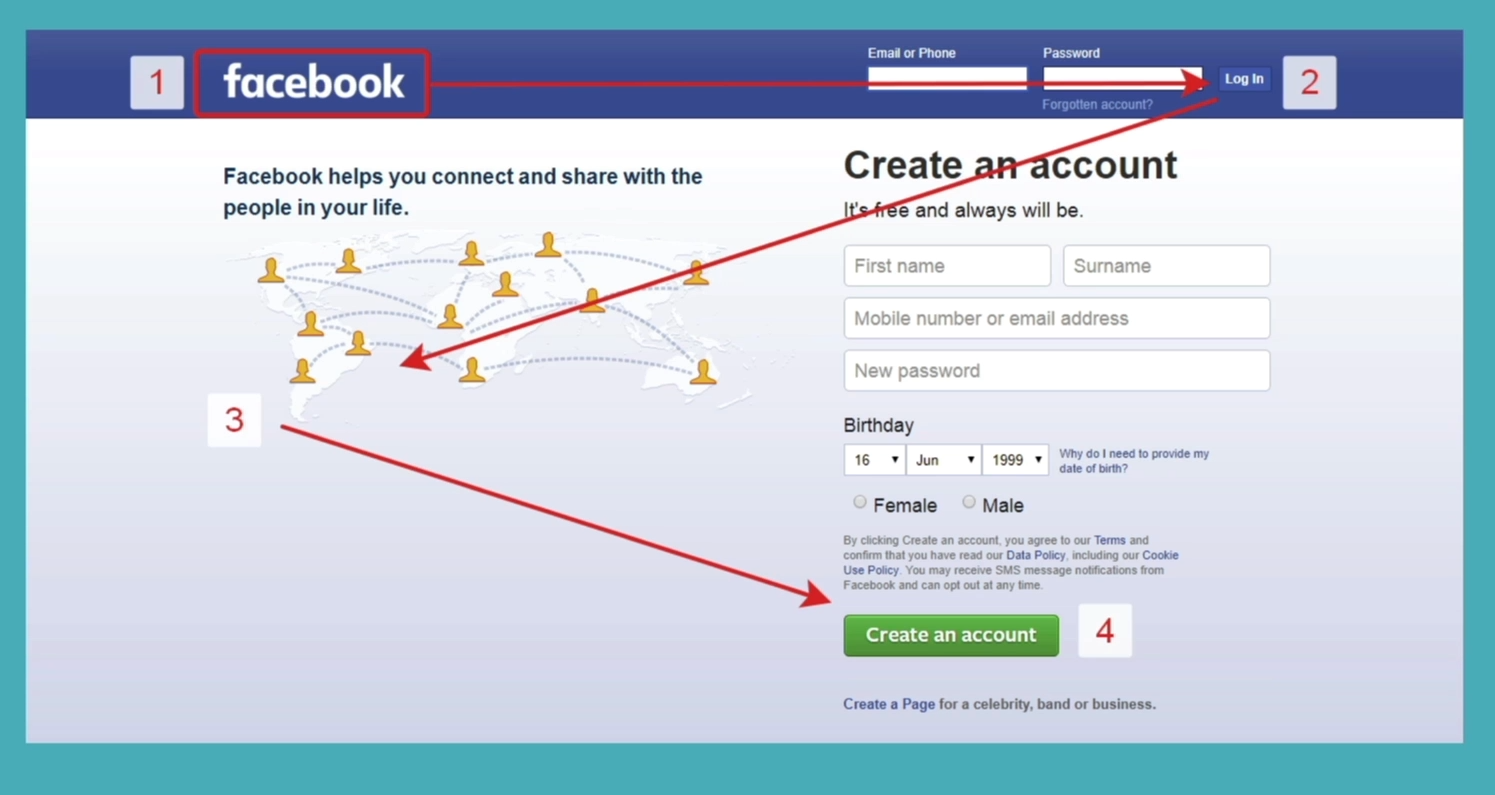 1
facebook
Email or Phone
Password
Log In
2
Forgotten account?
Facebook helps you connect and share with the
people in your life.
3
Create an account
It's free and always will be.
First name
Surname
Mobile number or email address
New password
Birthday
16 Jun 1999
Why do I need to provide my
date of birth?
Female Male
By clicking Create an account, you agree to our Terms and
confirm that you have read our Data Policy, including our Cookie
Use Policy. You may receive SMS message notifications from
Facebook and can opt out at any time.
Create an account
4
Create a Page for a celebrity, band or business.